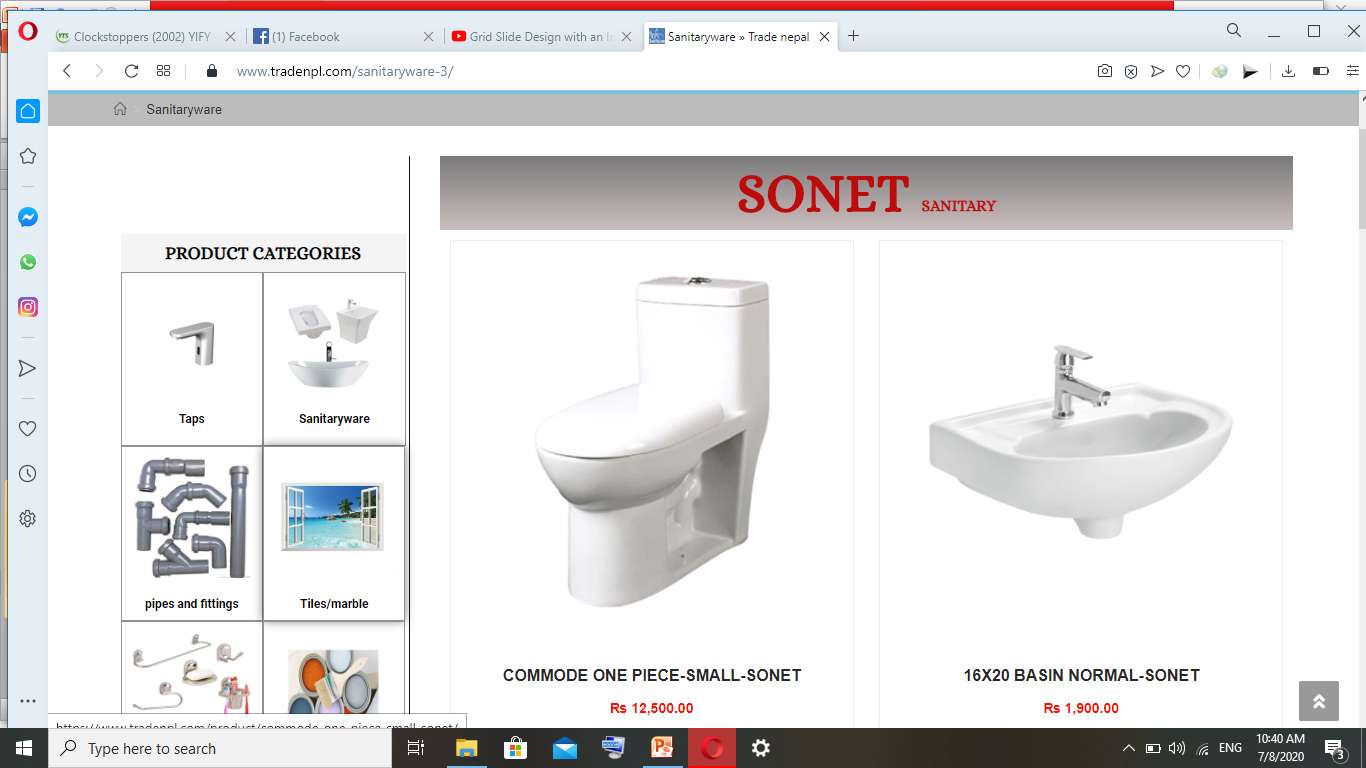 Clockstoppers (2002) YIFY
(1) Facebook
Grid Slide Design with an I
Sanitaryware » Trade nepal
www.tradenpl.com/sanitaryware-3/
Sanitaryware
SONET SANITARY
PRODUCT CATEGORIES
Taps
Sanitaryware
pipes and fittings
Tiles/marble
COMMODE ONE PIECE-SMALL-SONET
Rs 12,500.00
16X20 BASIN NORMAL-SONET
Rs 1,900.00
https://www.tradenpl.com/product/commode-one-piece-small-sonet/
Type here to search
ENG
10:40 AM
7/8/2020
3